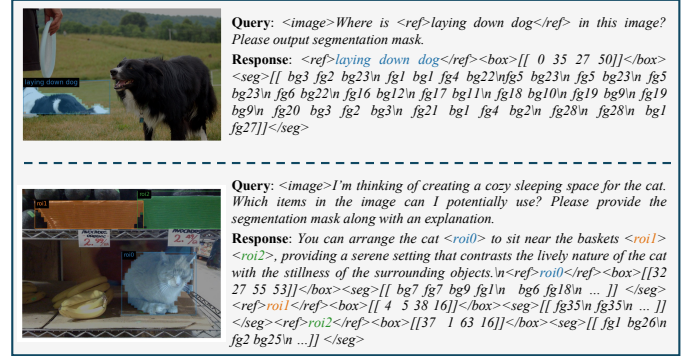 laying down dog
Query: <image>Where is <ref>laying down dog</ref> in this image?
Please output segmentation mask.
Response: <ref>laying down dog</ref><box>[[ 0 35 27 50]]</box>
<seg>[[ bg3 fg2 bg23\n fg1 bg1 fg4 bg22\nfg5 bg23\n fg5 bg23\n fg5
bg23\n fg6 bg22\n fg16 bg12\n fg17 bg11\n fg18 bg10\n fg19 bg9\n fg19
bg9\n fg20 bg3 fg2 bg3\n fg21 bg1 fg4 bg2\n fg28\n fg28\n bg1
fg27]]</seg>
roi1
roi2
2.99
2.99
roi0
Query: <image>I'm thinking of creating a cozy sleeping space for the cat.
Which items in the image can I potentially use? Please provide the
segmentation mask along with an explanation.
Response: You can arrange the cat <roi0> to sit near the baskets <roi1>
<roi2>, providing a serene setting that contrasts the lively nature of the cat
with the stillness of the surrounding objects.\n<ref>roi0</ref><box>[[32
27 55 53]]</box><seg>[[ bg7 fg7 bg9 fg1\n bg6 fg18\n ... ]] </seg>
<ref>roi1</ref><box>[[ 4 5 38 16]]</box><seg>[[ fg35\n fg35\n ... ]]
</seg><ref>roi2</ref><box>[[37 1 63 16]]</box><seg>[[ fg1 bg26\n
fg2 bg25\n ...]] </seg>